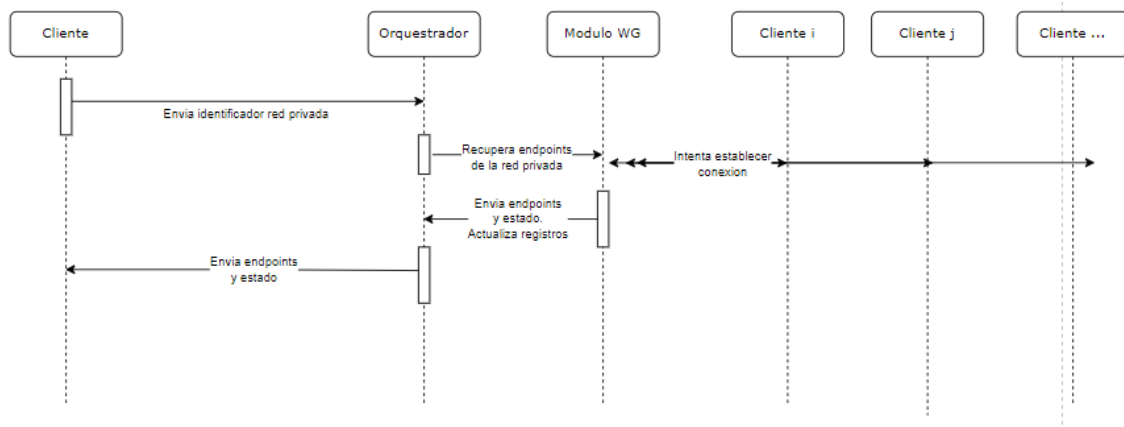 Cliente
Orquestrador
Modulo WG
Cliente i
Cliente j
Cliente ...
Envia identificador red privada
Recupera endpoints
de la red privada
Intenta establecer
conexion
Envia endpoints
y estado.
Actualiza registros
Envia endpoints
y estado